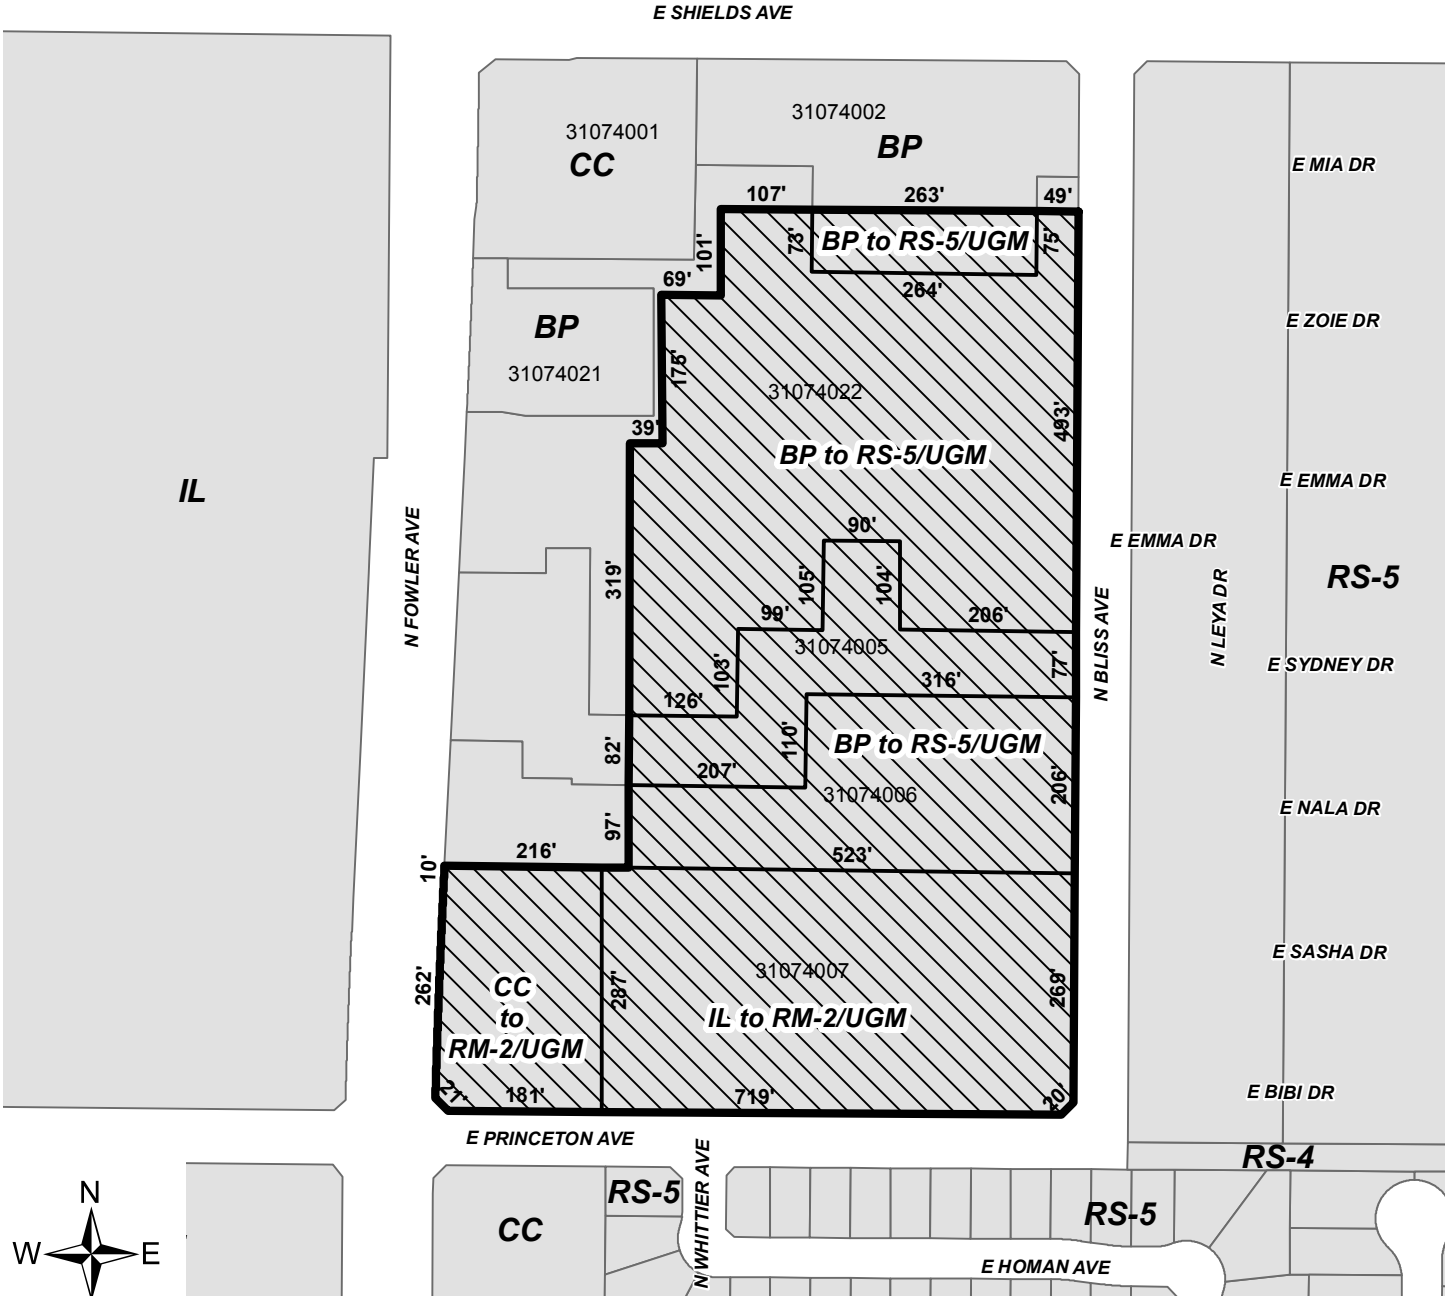 E SHIELDS AVE
31074001
CC
31074002
BP
E MIA DR
107'
263'
49'
101'
73'
BP to RS-5/UGM
75'
69'
264'
BP
31074021
E ZOIE DR
175'
31074022
39'
493'
BP to RS-5/UGM
IL
E EMMA DR
N FOWLER AVE
90'
E EMMA DR
319'
105'
104'
RS-5
N LEYA DR
99'
206'
N BLISS AVE
31074005
103'
77'
E SYDNEY DR
126'
316'
82'
110'
BP to RS-5/UGM
207'
206'
31074006
E NALA DR
97'
216'
523'
10'
E SASHA DR
262'
CC
to
RM-2/UGM
287'
31074007
269'
IL to RM-2/UGM
21'
181'
719'
20'
E BIBI DR
E PRINCETON AVE
N WHITTIER AVE
RS-4
RS-5
RS-5
CC
N
W
E
E HOMAN AVE